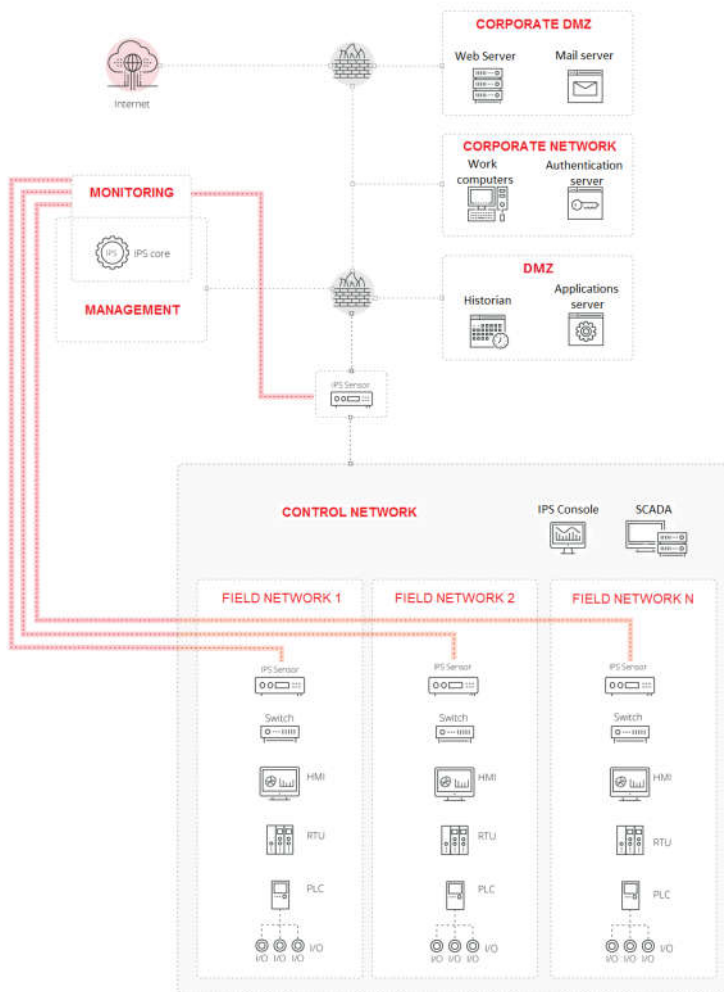 CORPORATE DMZ
Web Server
Mail server
Internet
CORPORATE NETWORK
Work
computers
Authentication
server
MONITORING
IPS
IPS core
MANAGEMENT
DMZ
Historian
Applications
server
IPS Sensor
CONTROL NETWORK
IPS Console
SCADA
FIELD NETWORK 1
FIELD NETWORK 2
FIELD NETWORK N
IPS Sensor
IPS Sensor
IPS Sensor
Switch
Switch
Switch
HMI
HMI
HMI
RTU
RTU
RTU
PLC
PLC
PLC
I/O
I/O
I/O
I/O I/O I/O
I/O I/O I/O
I/O I/O I/O